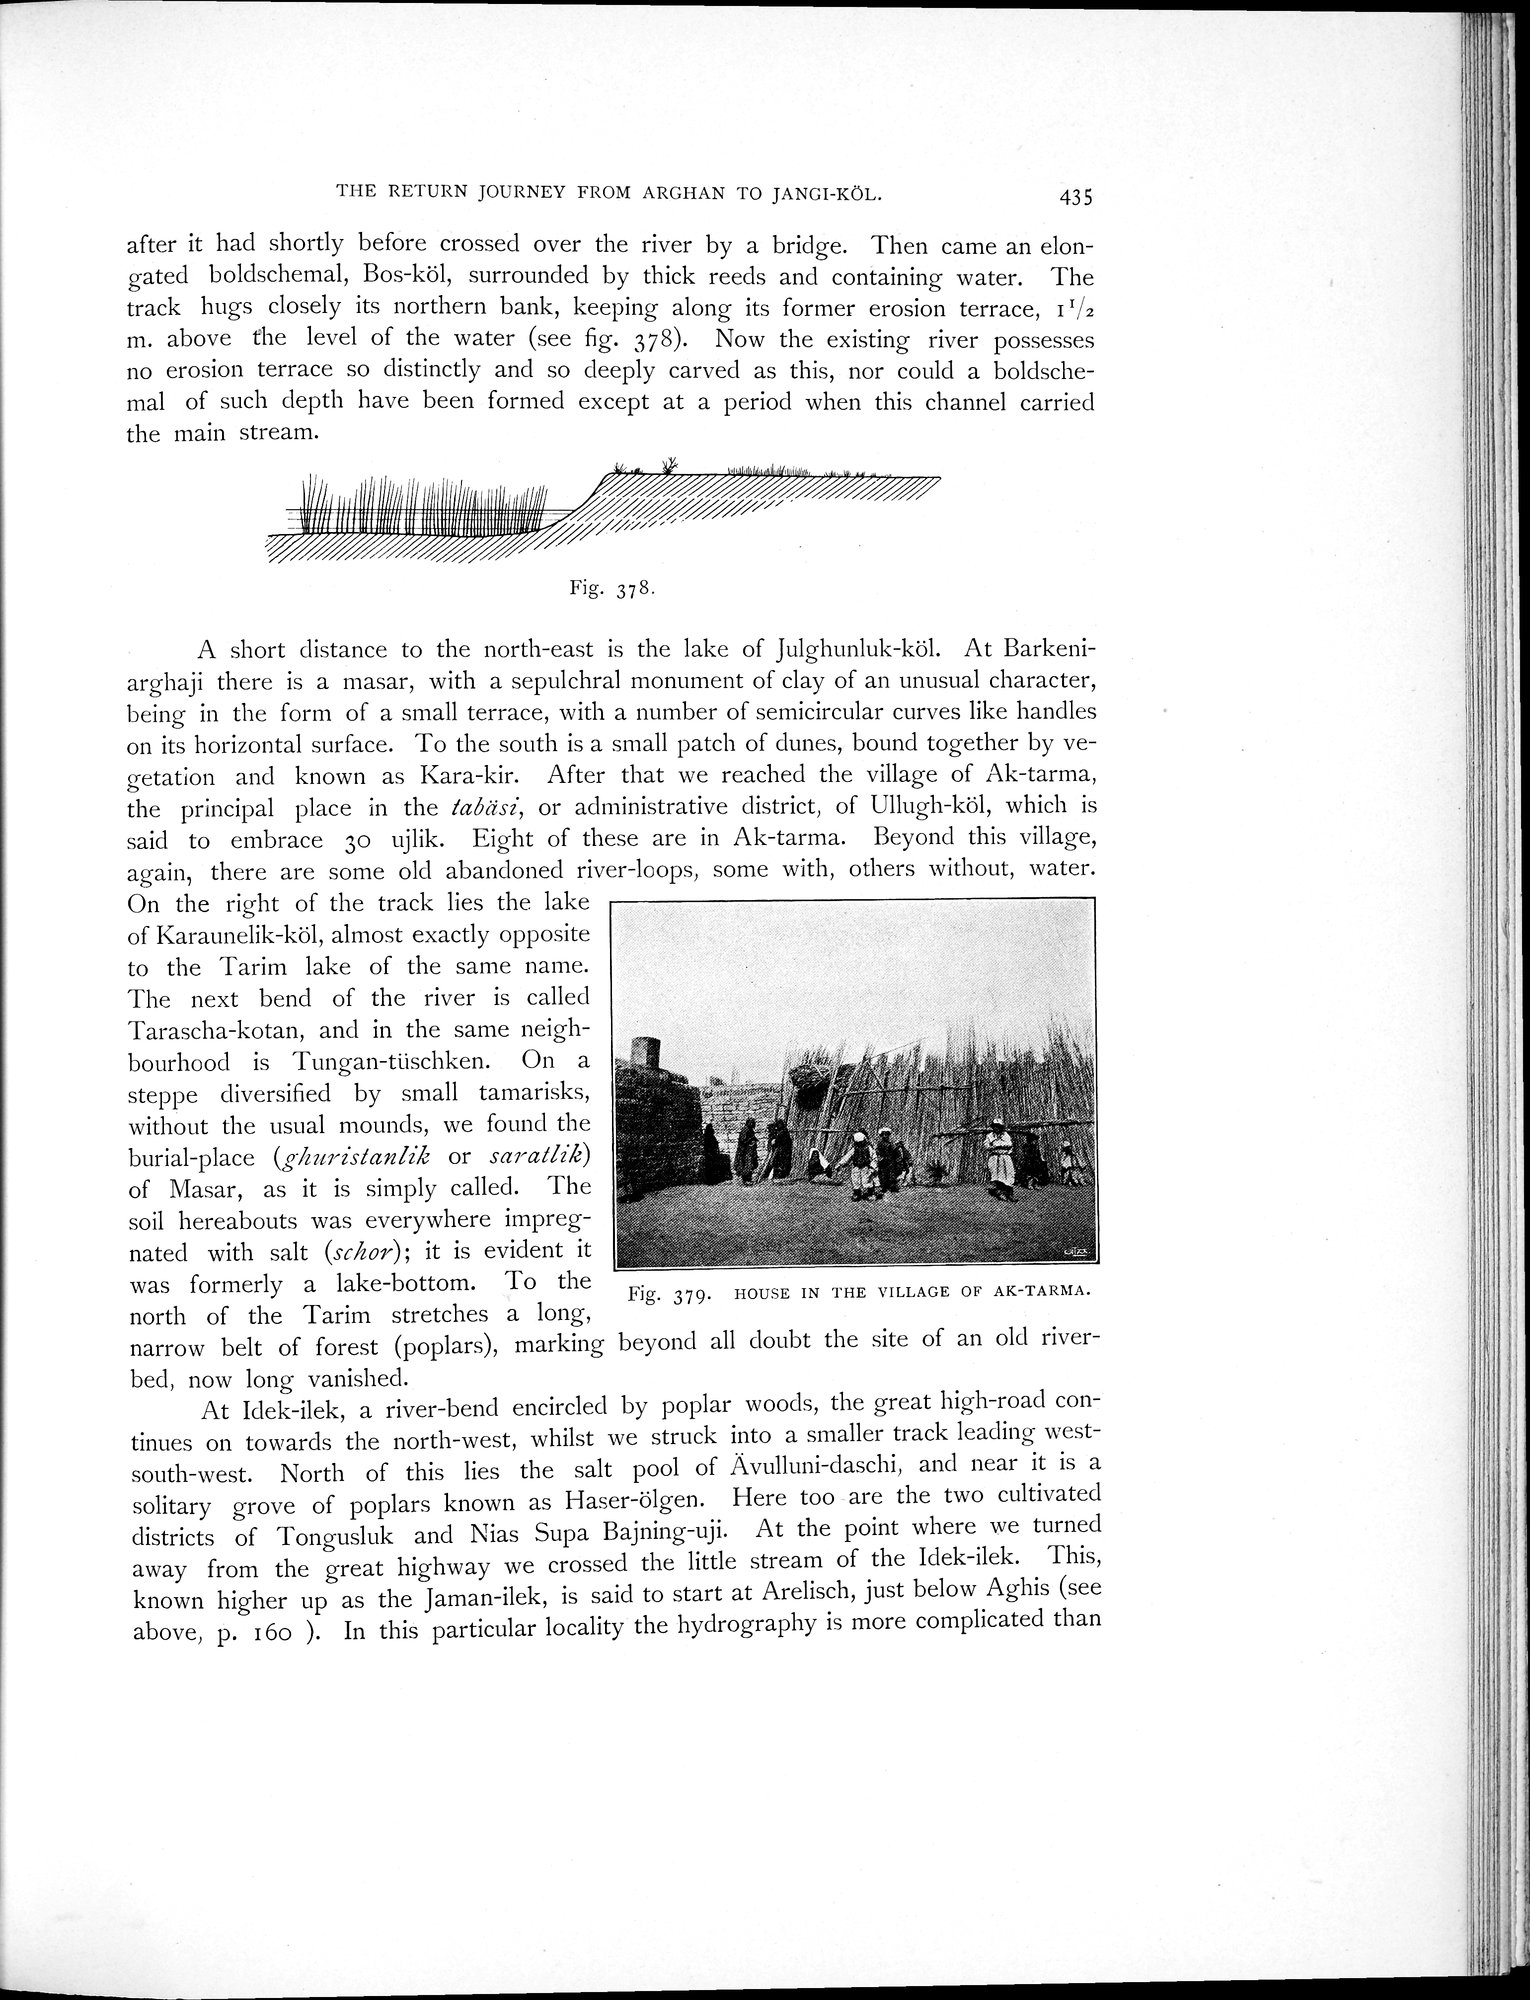 THE RETURN JOURNEY FROM ARGHAN TO JANGI-KÖL. 435
after it had shortly before crossed over the river by a bridge. Then came an elon-
gated boldschemal, Bos-köl, surrounded by thick reeds and containing water. The
track hugs closely its northern bank, keeping along its former erosion terrace, 1 1/2
m. above the level of the water (see fig. 378). Now the existing river possesses
no erosion terrace so distinctly and so deeply carved as this, nor could a boldsche-
mal of such depth have been formed except at a period when this channel carried
the main stream.
Fig. 378.
A short distance to the north-east is the lake of Julghunluk-köl. At Barkeni-
arghaji there is a masar, with a sepulchral monument of clay of an unusual character,
being in the form of a small terrace, with a number of semicircular curves like handles
on its horizontal surface. To the south is a small patch of dunes, bound together by ve-
getation and known as Kara-kir. After that we reached the village of Ak-tarma,
the principal place in the tabäsi, or administrative district, of Ullugh-köl, which is
said to embrace 30 ujlik. Eight of these are in Ak-tarma. Beyond this village,
again, there are some old abandoned river-loops, some with, others without, water.
On the right of the track lies the lake
of Karaunelik-köl, almost exactly opposite
to the Tarim lake of the same name.
The next bend of the river is called
Tarascha-kotan, and in the same neigh-
bourhood is Tungan-tüschken. On a
steppe diversified by small tamarisks,
without the usual mounds, we found the
burial-place (ghuristanlik or saratlik)
of Masar, as it is simply called. The
soil hereabouts was everywhere impreg-
nated with salt (schor); it is evident it
was formerly a lake-bottom. To the
north of the Tarim stretches a long,
Fig. 379. HOUSE IN THE VILLAGE OF AK-TARMA.
narrow belt of forest (poplars), marking beyond all doubt the site of an old river-
bed, now long vanished.
At Idek-ilek, a river-bend encircled by poplar woods, the great high-road con-
tinues on towards the north-west, whilst we struck into a smaller track leading west-
south-west. North of this lies the salt pool of Ävulluni-daschi, and near it is a
solitary grove of poplars known as Haser-ölgen. Here too are the two cultivated
districts of Tongusluk and Nias Supa Bajning-uji. At the point where we turned
away from the great highway we crossed the little stream of the Idek-ilek. This,
known higher up as the Jaman-ilek, is said to start at Arelisch, just below Aghis (see
above, p. 160 ). In this particular locality the hydrography is more complicated than